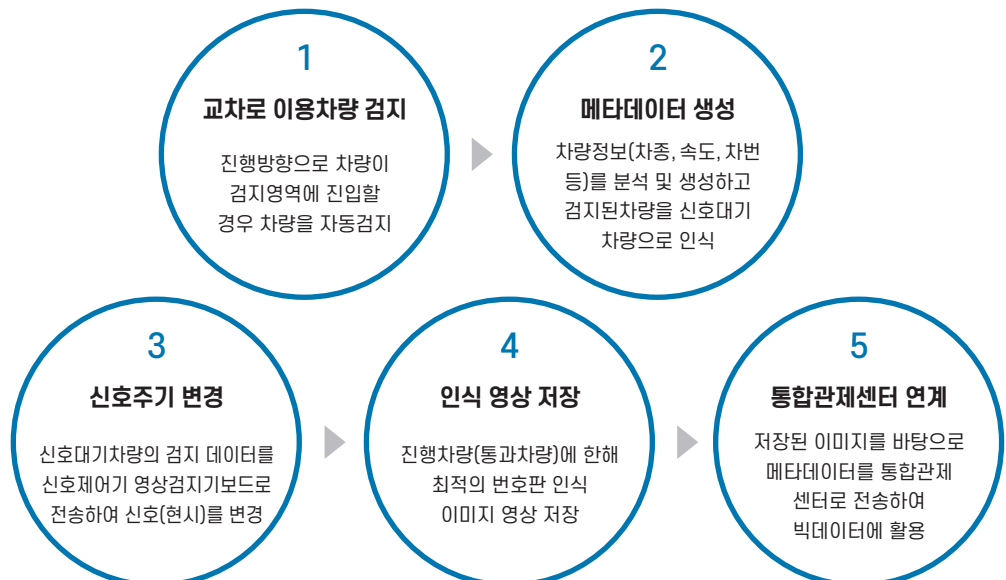 1
교차로 이용차량 검지
진행방향으로 차량이
검지영역에 진입할
경우 차량을 자동검지
2
메타데이터 생성
차량정보(차종, 속도, 차번
등)를 분석 및 생성하고
검지된차량을 신호대기
차량으로 인식
3
신호주기 변경
신호대기차량의 검지 데이터를
신호제어기 영상검지기보드로
전송하여 신호(현시)를 변경
4
인식 영상 저장
진행차량(통과차량)에 한해
최적의 번호판 인식
이미지 영상 저장
5
통합관제센터 연계
저장된 이미지를 바탕으로
메타데이터를 통합관제
센터로 전송하여
빅데이터에 활용